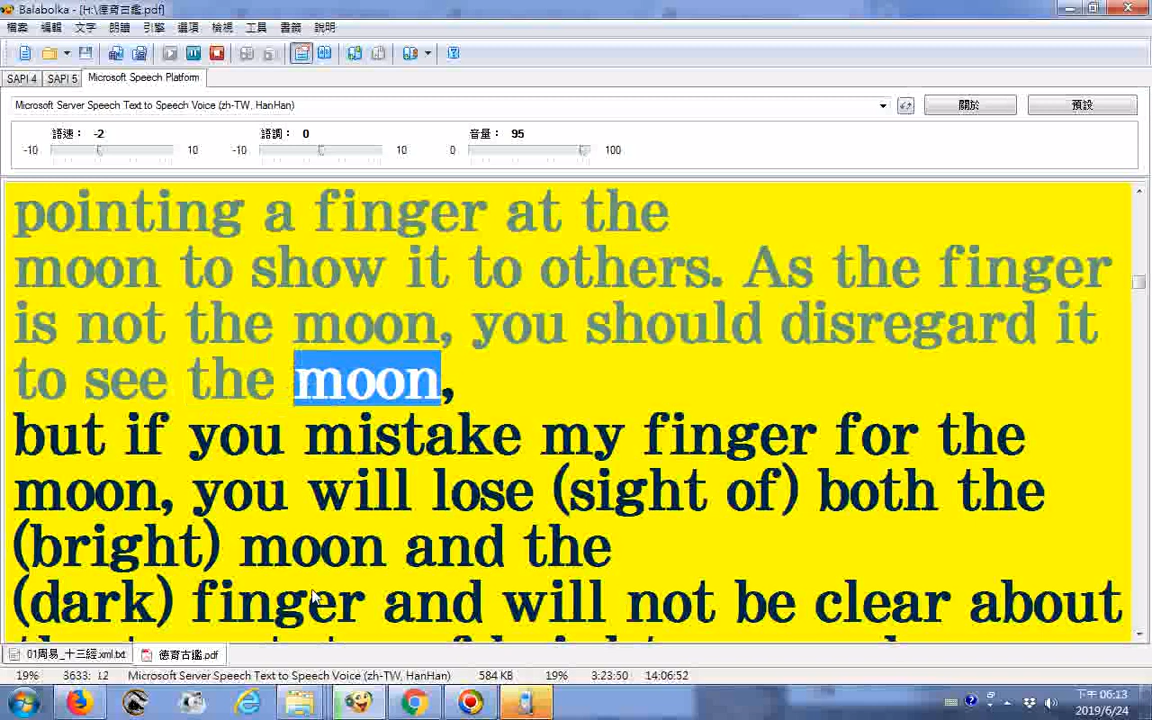 Balabolka - [H:\德育古鑑.pdf]
檔案 編輯 文字 朗讀 引擎 選項 檢視 工具 書籤 說明
SAPI 4 SAPI 5 Microsoft Speech Platform
Microsoft Server Speech Text to Speech Voice (zh-TW, HanHan) 關於 預設
語速： -2 語調： 0 音量： 95
-10 10 -10 10 0 100
pointing a finger at the
moon to show it to others. As the finger
is not the moon, you should disregard it
to see the moon,
but if you mistake my finger for the
moon, you will lose (sight of) both the
(bright) moon and the
(dark) finger and will not be clear about
01周易_十三經.xml.txt 德育古鑑.pdf
19% 3633: 12 Microsoft Server Speech Text to Speech Voice (zh-TW, HanHan) 584 KB 19% 3:23:50 14:06:52
下午 06:13
2019/6/24